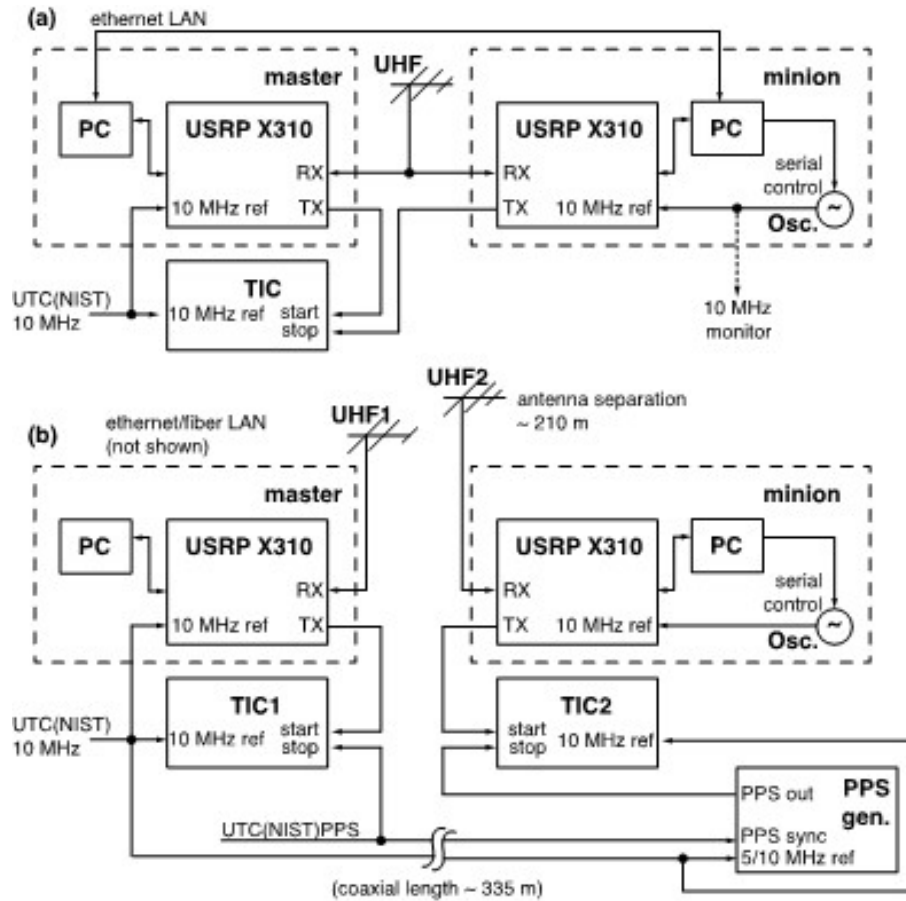 (a)
ethernet LAN
master
UHF
minion
PC
USRP X310
USRP X310
PC
RX
RX
serial
control
10 MHz ref
TX
TX
10 MHz ref
~
Osc.
TIC
UTC(NIST)
10 MHz
10 MHz ref
start
stop
10 MHz
monitor
UHF2
antenna separation
~ 210 m
UHF1
(b)
ethernet/fiber LAN
(not shown)
master
minion
PC
USRP X310
USRP X310
PC
RX
RX
serial
control
10 MHz ref
TX
TX
10 MHz ref
~
Osc.
TIC1
TIC2
UTC(NIST)
10 MHz
10 MHz ref
start
stop
start
stop
10 MHz ref
PPS out
PPS
gen.
UTC(NIST)PPS
PPS sync
5/10 MHz ref
(coaxial length ~ 335 m)